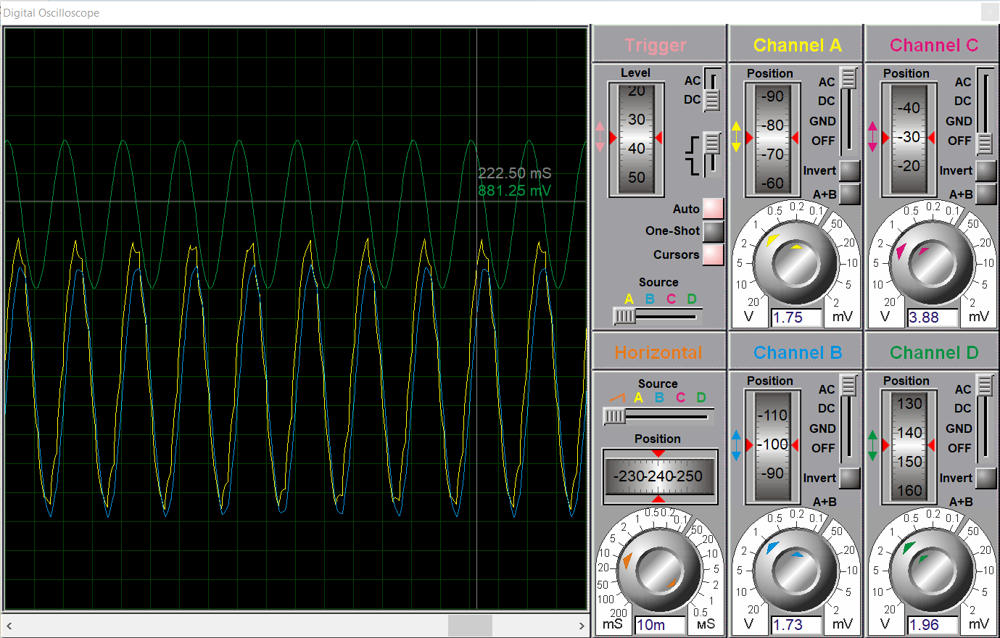 Digital Oscilloscope
222.50 mS
881.25 mV
Trigger
Level
20
30
40
50
AC
DC
Auto
One-Shot
Cursors
Source
A B C D
Channel A
Position
-90
-80
-70
-60
AC
DC
GND
OFF
Invert
A+B
20 10 5 2 1 0.5 0.2 0.1 50 20 10 5 2
V 1.75 mV
Channel C
Position
-40
-30
-20
AC
DC
GND
OFF
Invert
A+B
20 10 5 2 1 0.5 0.2 0.1 50 20 10 5 2
V 3.88 mV
Horizontal
Source
A B C D
Position
-230-240-250
200 100 50 20 10 5 2 1 0.5 0.2 0.1 50 20 10 5 2 1 0.5
mS 10m мS
Channel B
Position
-110
-100
-90
AC
DC
GND
OFF
Invert
A+B
20 10 5 2 1 0.5 0.2 0.1 50 20 10 5 2
V 1.73 mV
Channel D
Position
130
140
150
160
AC
DC
GND
OFF
Invert
A+B
20 10 5 2 1 0.5 0.2 0.1 50 20 10 5 2
V 1.96 mV